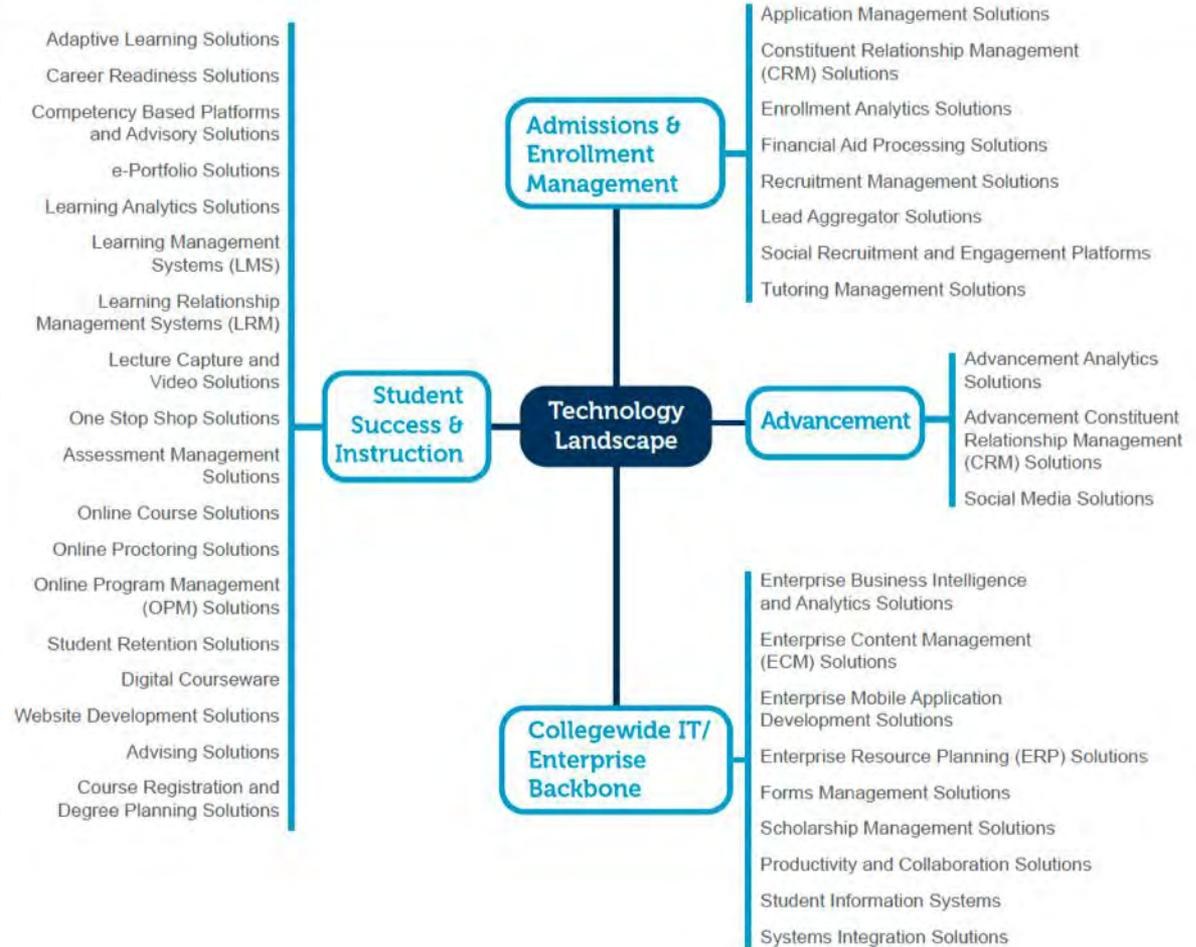 Adaptive Learning Solutions
Career Readiness Solutions
Competency Based Platforms
and Advisory Solutions
e-Portfolio Solutions
Learning Analytics Solutions
Learning Management
Systems (LMS)
Learning Relationship
Management Systems (LRM)
Lecture Capture and
Video Solutions
One Stop Shop Solutions
Assessment Management
Solutions
Online Course Solutions
Online Proctoring Solutions
Online Program Management
(OPM) Solutions
Student Retention Solutions
Digital Courseware
Website Development Solutions
Advising Solutions
Course Registration and
Degree Planning Solutions
Student
Success &
Instruction
Technology
Landscape
Admissions &
Enrollment
Management
Application Management Solutions
Constituent Relationship Management
(CRM) Solutions
Enrollment Analytics Solutions
Financial Aid Processing Solutions
Recruitment Management Solutions
Lead Aggregator Solutions
Social Recruitment and Engagement Platforms
Tutoring Management Solutions
Advancement
Advancement Analytics
Solutions
Advancement Constituent
Relationship Management
(CRM) Solutions
Social Media Solutions
Collegewide IT/
Enterprise
Backbone
Enterprise Business Intelligence
and Analytics Solutions
Enterprise Content Management
(ECM) Solutions
Enterprise Mobile Application
Development Solutions
Enterprise Resource Planning (ERP) Solutions
Forms Management Solutions
Scholarship Management Solutions
Productivity and Collaboration Solutions
Student Information Systems
Systems Integration Solutions